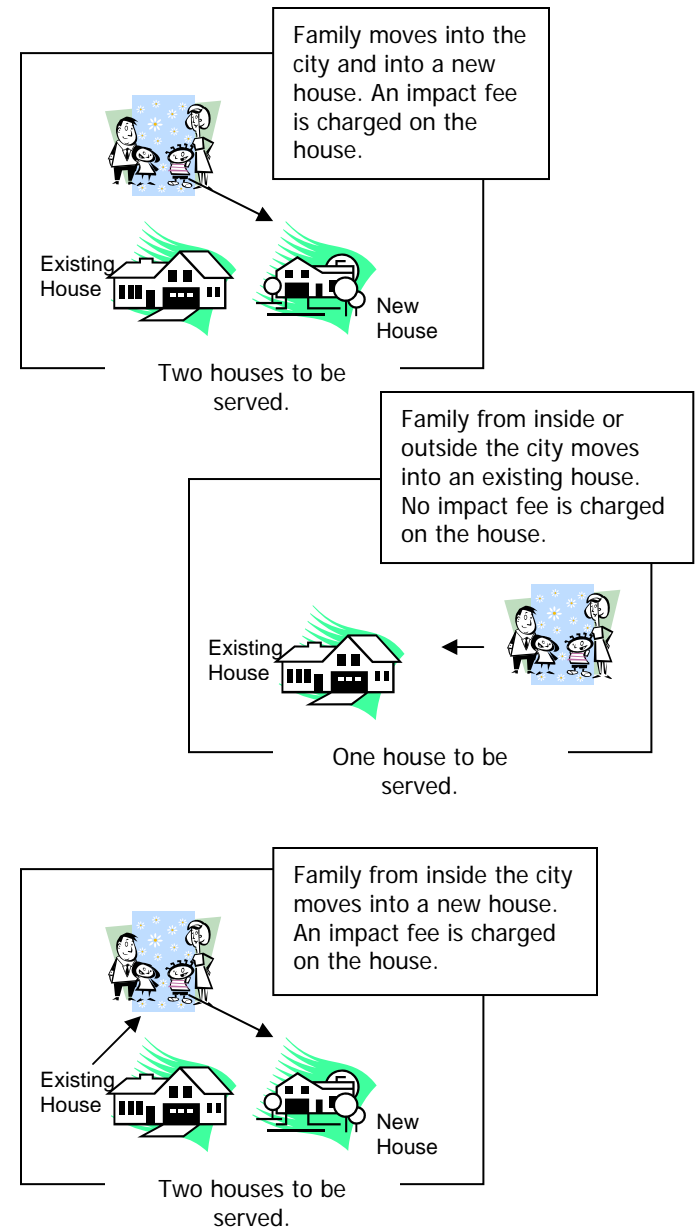 Family moves into the
city and into a new
house. An impact fee
is charged on the
house.
Existing
House
New
House
Two houses to be
served.
Family from inside or
outside the city moves
into an existing house.
No impact fee is charged
on the house.
Existing
House
One house to be
served.
Family from inside the city
moves into a new house.
An impact fee is charged
on the house.
Existing
House
New
House
Two houses to be
served.